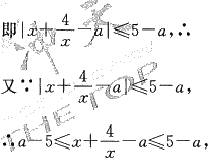 即|x+4/x-a|≤5-a,∴
又∵|x+4/x-a|≤5-a,
∴a-5≤x+4/x-a≤5-a,